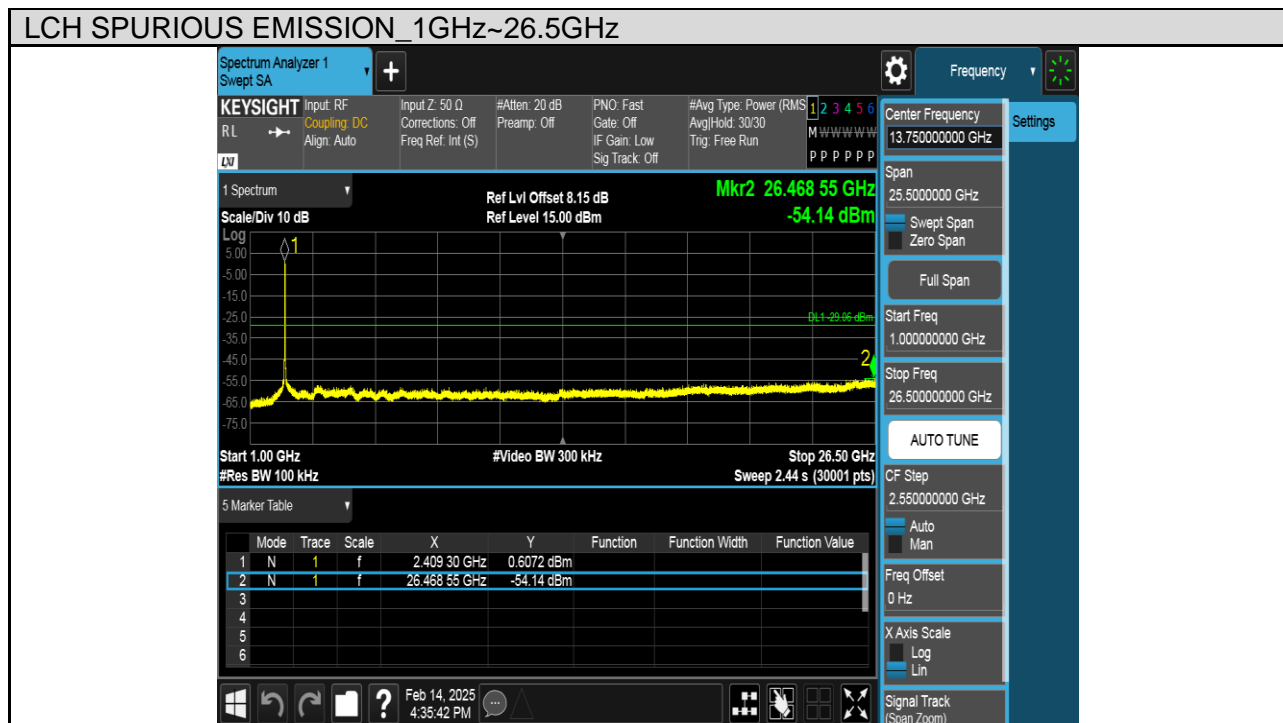 LCH SPURIOUS EMISSION_1GHz~26.5GHz
Spectrum Analyzer 1
Swept SA
+
Frequency
KEYSIGHT
RL
LXI
Input: RF
Coupling: DC
Align: Auto
Input Z: 50 Ω
Corrections: Off
Freq Ref: Int (S)
#Atten: 20 dB
Preamp: Off
PNO: Fast
Gate: Off
IF Gain: Low
Sig Track: Off
#Avg Type: Power (RMS
Avg|Hold: 30/30
Trig: Free Run
1 2 3 4 5 6
M W W W W W
P P P P P P
Center Frequency
13.750000000 GHz
Settings
Span
25.5000000 GHz
Swept Span
Zero Span
Full Span
Start Freq
1.000000000 GHz
Stop Freq
26.500000000 GHz
AUTO TUNE
CF Step
2.550000000 GHz
Auto
Man
Freq Offset
0 Hz
X Axis Scale
Log
Lin
Signal Track
(Span Zoom)
1 Spectrum
Scale/Div 10 dB
Ref Lvl Offset 8.15 dB
Ref Level 15.00 dBm
Mkr2 26.468 55 GHz
-54.14 dBm
Log
1
5.00
-5.00
-15.0
-25.0
DL1 -29.06 dBm
-35.0
-45.0
2
-55.0
-65.0
-75.0
Start 1.00 GHz
#Video BW 300 kHz
Stop 26.50 GHz
#Res BW 100 kHz
Sweep 2.44 s (30001 pts)
5 Marker Table
Mode Trace Scale X Y Function Function Width Function Value
1 N 1 f 2.409 30 GHz 0.6072 dBm
2 N 1 f 26.468 55 GHz -54.14 dBm
3
4
5
6
?
Feb 14, 2025
4:35:42 PM